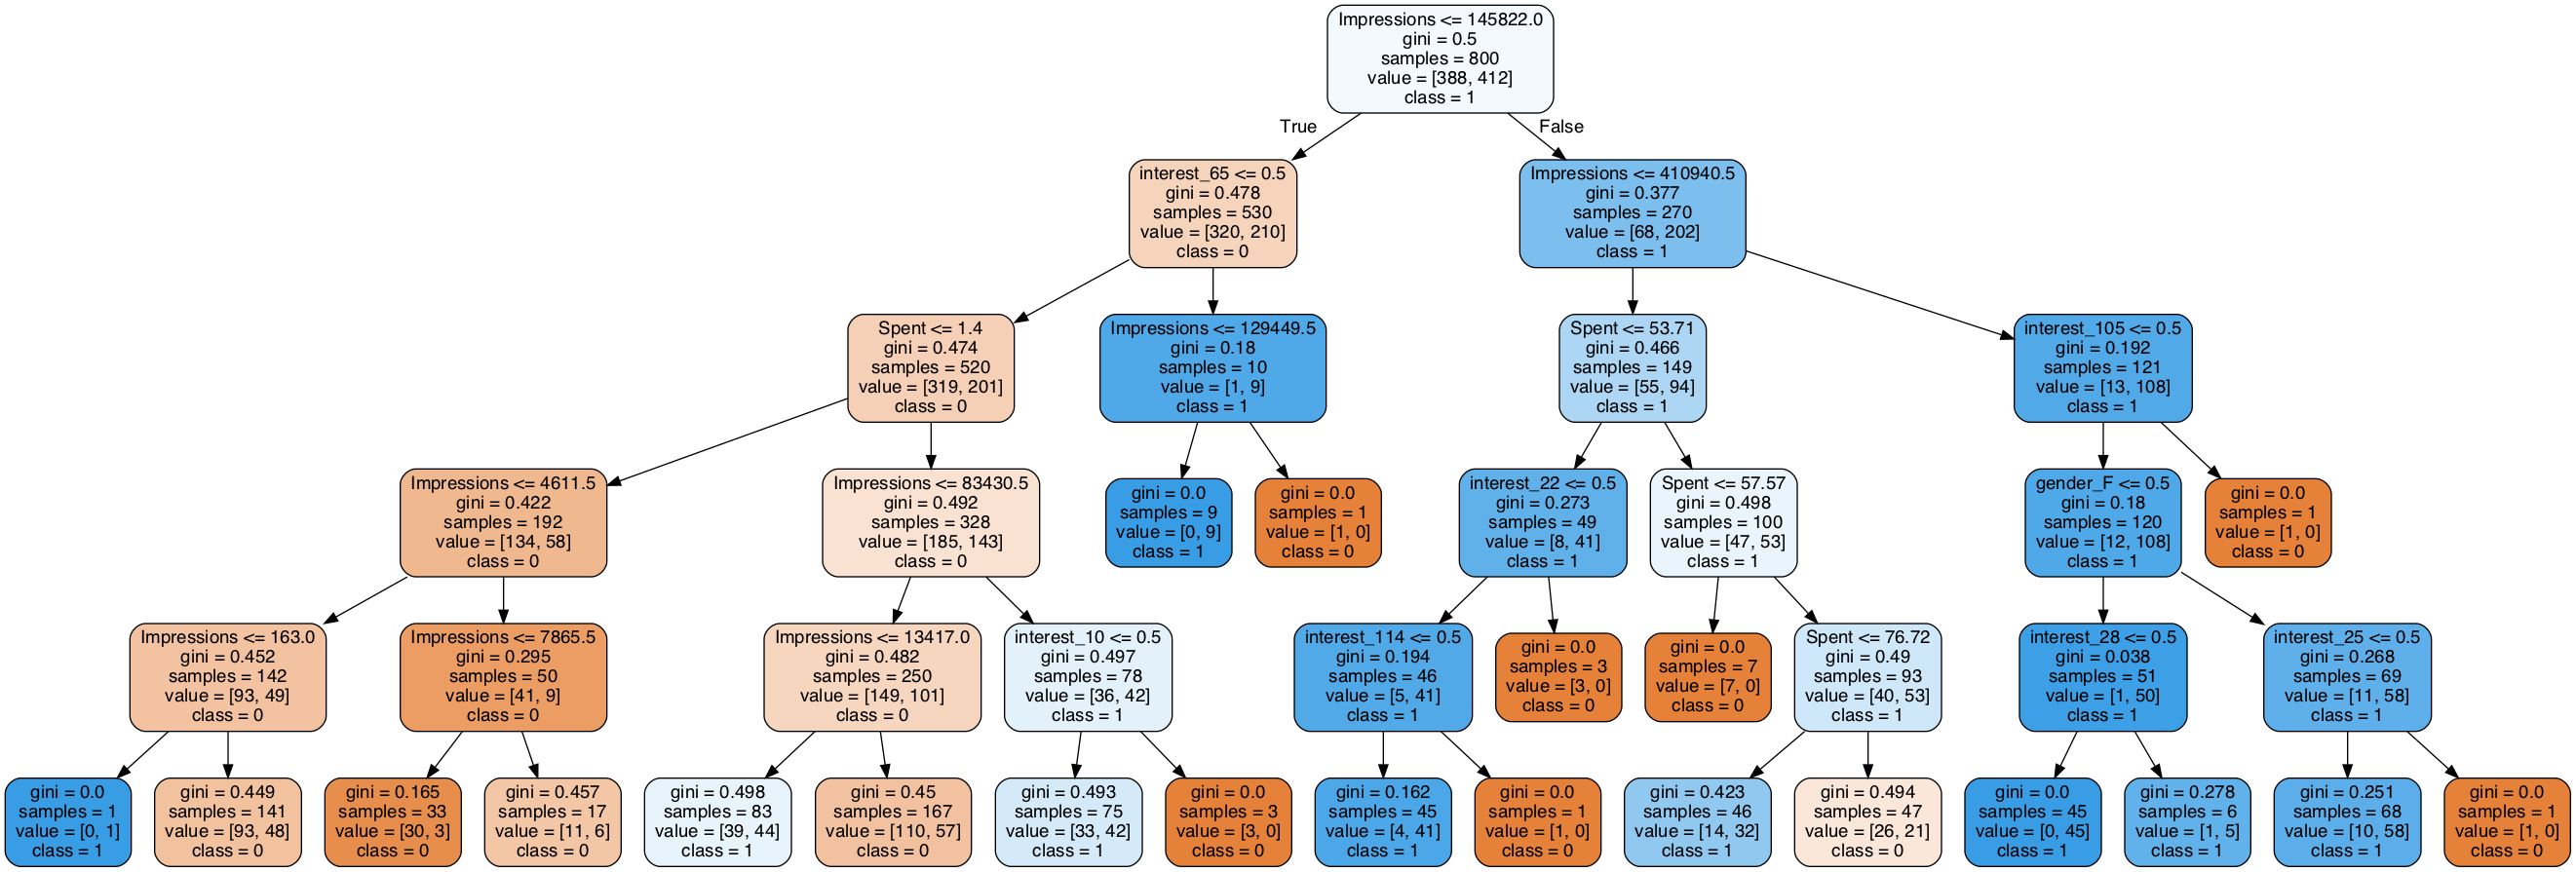 Impressions <= 145822.0
gini = 0.5
samples = 800
value = [388, 412]
class = 1
True
False
interest_65 <= 0.5
gini = 0.478
samples = 530
value = [320, 210]
class = 0
Impressions <= 410940.5
gini = 0.377
samples = 270
value = [68, 202]
class = 1
Spent <= 1.4
gini = 0.474
samples = 520
value = [319, 201]
class = 0
Impressions <= 129449.5
gini = 0.18
samples = 10
value = [1, 9]
class = 1
Spent <= 53.71
gini = 0.466
samples = 149
value = [55, 94]
class = 1
interest_105 <= 0.5
gini = 0.192
samples = 121
value = [13, 108]
class = 1
Impressions <= 4611.5
gini = 0.422
samples = 192
value = [134, 58]
class = 0
Impressions <= 83430.5
gini = 0.492
samples = 328
value = [185, 143]
class = 0
gini = 0.0
samples = 9
value = [0, 9]
class = 1
gini = 0.0
samples = 1
value = [1, 0]
class = 0
interest_22 <= 0.5
gini = 0.273
samples = 49
value = [8, 41]
class = 1
Spent <= 57.57
gini = 0.498
samples = 100
value = [47, 53]
class = 1
gender_F <= 0.5
gini = 0.18
samples = 120
value = [12, 108]
class = 1
gini = 0.0
samples = 1
value = [1, 0]
class = 0
Impressions <= 163.0
gini = 0.452
samples = 142
value = [93, 49]
class = 0
Impressions <= 7865.5
gini = 0.295
samples = 50
value = [41, 9]
class = 0
Impressions <= 13417.0
gini = 0.482
samples = 250
value = [149, 101]
class = 0
interest_10 <= 0.5
gini = 0.497
samples = 78
value = [36, 42]
class = 1
interest_114 <= 0.5
gini = 0.194
samples = 46
value = [5, 41]
class = 1
gini = 0.0
samples = 3
value = [3, 0]
class = 0
gini = 0.0
samples = 7
value = [7, 0]
class = 0
Spent <= 76.72
gini = 0.49
samples = 93
value = [40, 53]
class = 1
interest_28 <= 0.5
gini = 0.038
samples = 51
value = [1, 50]
class = 1
interest_25 <= 0.5
gini = 0.268
samples = 69
value = [11, 58]
class = 1
gini = 0.0
samples = 1
value = [0, 1]
class = 1
gini = 0.449
samples = 141
value = [93, 48]
class = 0
gini = 0.165
samples = 33
value = [30, 3]
class = 0
gini = 0.457
samples = 17
value = [11, 6]
class = 0
gini = 0.498
samples = 83
value = [39, 44]
class = 1
gini = 0.45
samples = 167
value = [110, 57]
class = 0
gini = 0.493
samples = 75
value = [33, 42]
class = 1
gini = 0.0
samples = 3
value = [3, 0]
class = 0
gini = 0.162
samples = 45
value = [4, 41]
class = 1
gini = 0.0
samples = 1
value = [1, 0]
class = 0
gini = 0.423
samples = 46
value = [14, 32]
class = 1
gini = 0.494
samples = 47
value = [26, 21]
class = 0
gini = 0.0
samples = 45
value = [0, 45]
class = 1
gini = 0.278
samples = 6
value = [1, 5]
class = 1
gini = 0.251
samples = 68
value = [10, 58]
class = 1
gini = 0.0
samples = 1
value = [1, 0]
class = 0